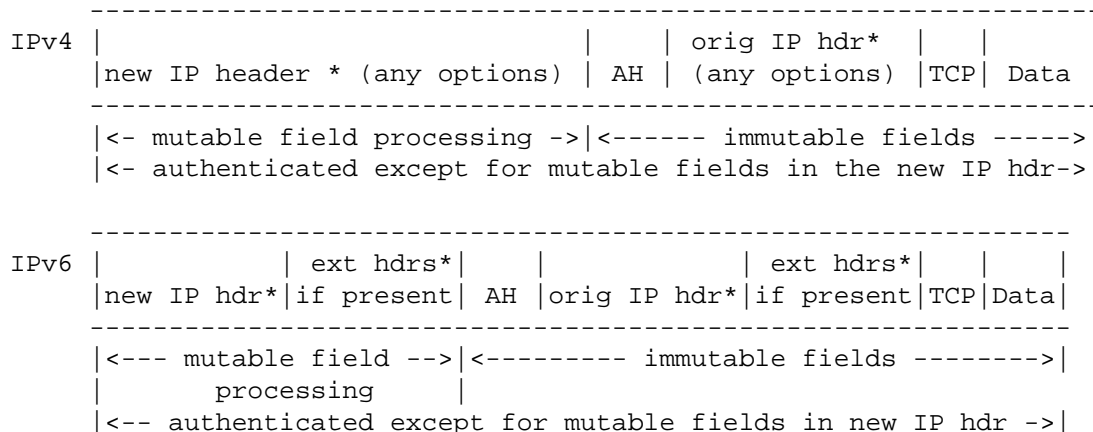 ------------------------------------------------------------------
IPv4 |                              |    | orig IP hdr*  |   |
|new IP header * (any options) | AH | (any options) |TCP| Data
------------------------------------------------------------------
|<- mutable field processing ->|<------ immutable fields ----->
|<- authenticated except for mutable fields in the new IP hdr->
--------------------------------------------------------------
IPv6 |           | ext hdrs*|    |            | ext hdrs*|   |    |
|new IP hdr*|if present| AH |orig IP hdr*|if present|TCP|Data|
--------------------------------------------------------------
|<--- mutable field -->|<--------- immutable fields -------->|
|       processing     |
|<-- authenticated except for mutable fields in new IP hdr ->|